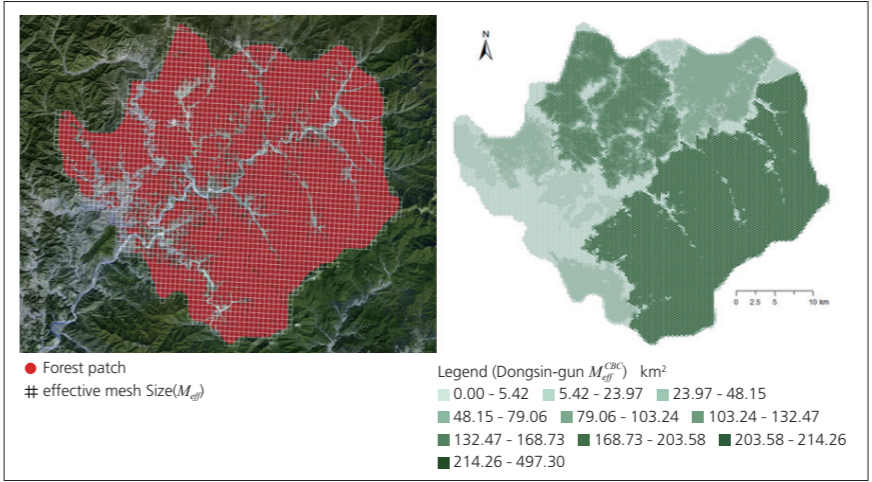 N
0 2.5 5 10 km
Forest patch
# effective mesh Size(Meff)
Legend (Dongsin-gun M_eff^CBC) km²
0.00 - 5.42 5.42 - 23.97 23.97 - 48.15
48.15 - 79.06 79.06 - 103.24 103.24 - 132.47
132.47 - 168.73 168.73 - 203.58 203.58 - 214.26
214.26 - 497.30